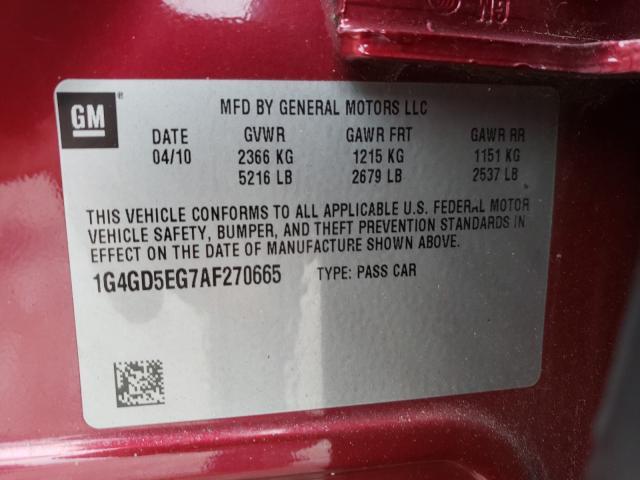 GM
GM®
MFD BY GENERAL MOTORS LLC
DATE GVWR GAWR FRT GAWR RR
04/10 2366 KG 1215 KG 1151 KG
5216 LB 2679 LB 2537 LB
THIS VEHICLE CONFORMS TO ALL APPLICABLE U.S. FEDERAL MOTOR
VEHICLE SAFETY, BUMPER, AND THEFT PREVENTION STANDARDS IN
EFFECT ON THE DATE OF MANUFACTURE SHOWN ABOVE.
1G4GD5EG7AF270665 TYPE: PASS CAR